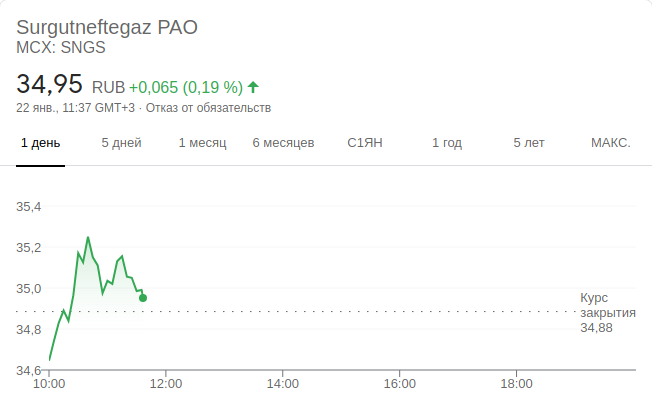 Surgutneftegaz PAO
MCX: SNGS
34,95 RUB +0,065 (0,19 %)
22 янв., 11:37 GMT+3 · Отказ от обязательств
1 день 5 дней 1 месяц 6 месяцев С1ЯН 1 год 5 лет МАКС.
35,4
35,2
35,0
34,8
34,6
Курс
закрытия
34,88
10:00 12:00 14:00 16:00 18:00